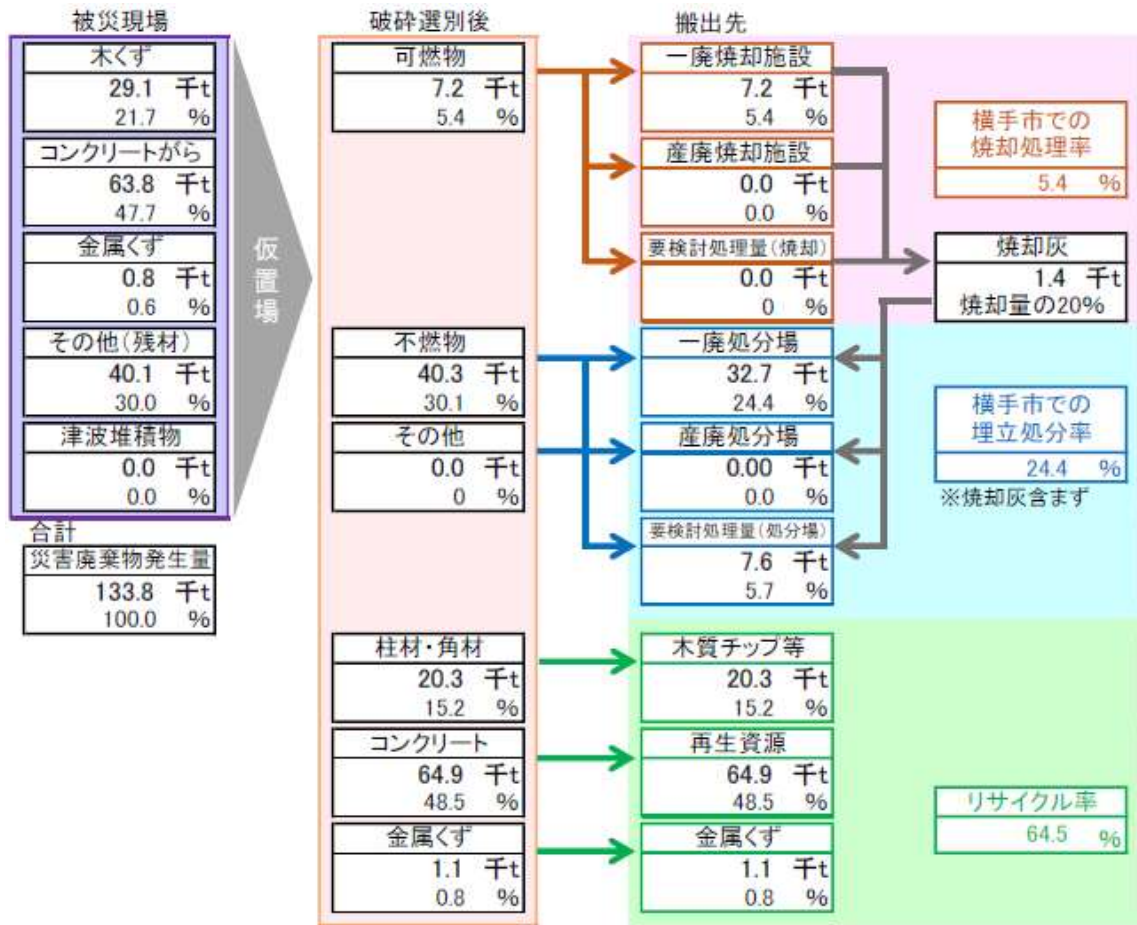 被災現場
木くず
29.1 千t
21.7 %
コンクリートがら
63.8 千t
47.7 %
金属くず
0.8 千t
0.6 %
その他(残材)
40.1 千t
30.0 %
津波堆積物
0.0 千t
0.0 %
合計
災害廃棄物発生量
133.8 千t
100.0 %
仮置場
破砕選別後
可燃物
7.2 千t
5.4 %
不燃物
40.3 千t
30.1 %
その他
0.0 千t
0 %
柱材・角材
20.3 千t
15.2 %
コンクリート
64.9 千t
48.5 %
金属くず
1.1 千t
0.8 %
搬出先
一廃焼却施設
7.2 千t
5.4 %
産廃焼却施設
0.0 千t
0.0 %
要検討処理量(焼却)
0.0 千t
0 %
一廃処分場
32.7 千t
24.4 %
産廃処分場
0.00 千t
0.0 %
要検討処理量(処分場)
7.6 千t
5.7 %
木質チップ等
20.3 千t
15.2 %
再生資源
64.9 千t
48.5 %
金属くず
1.1 千t
0.8 %
横手市での
焼却処理率
5.4 %
焼却灰
1.4 千t
焼却量の20%
横手市での
埋立処分率
24.4 %
※焼却灰含まず
リサイクル率
64.5 %